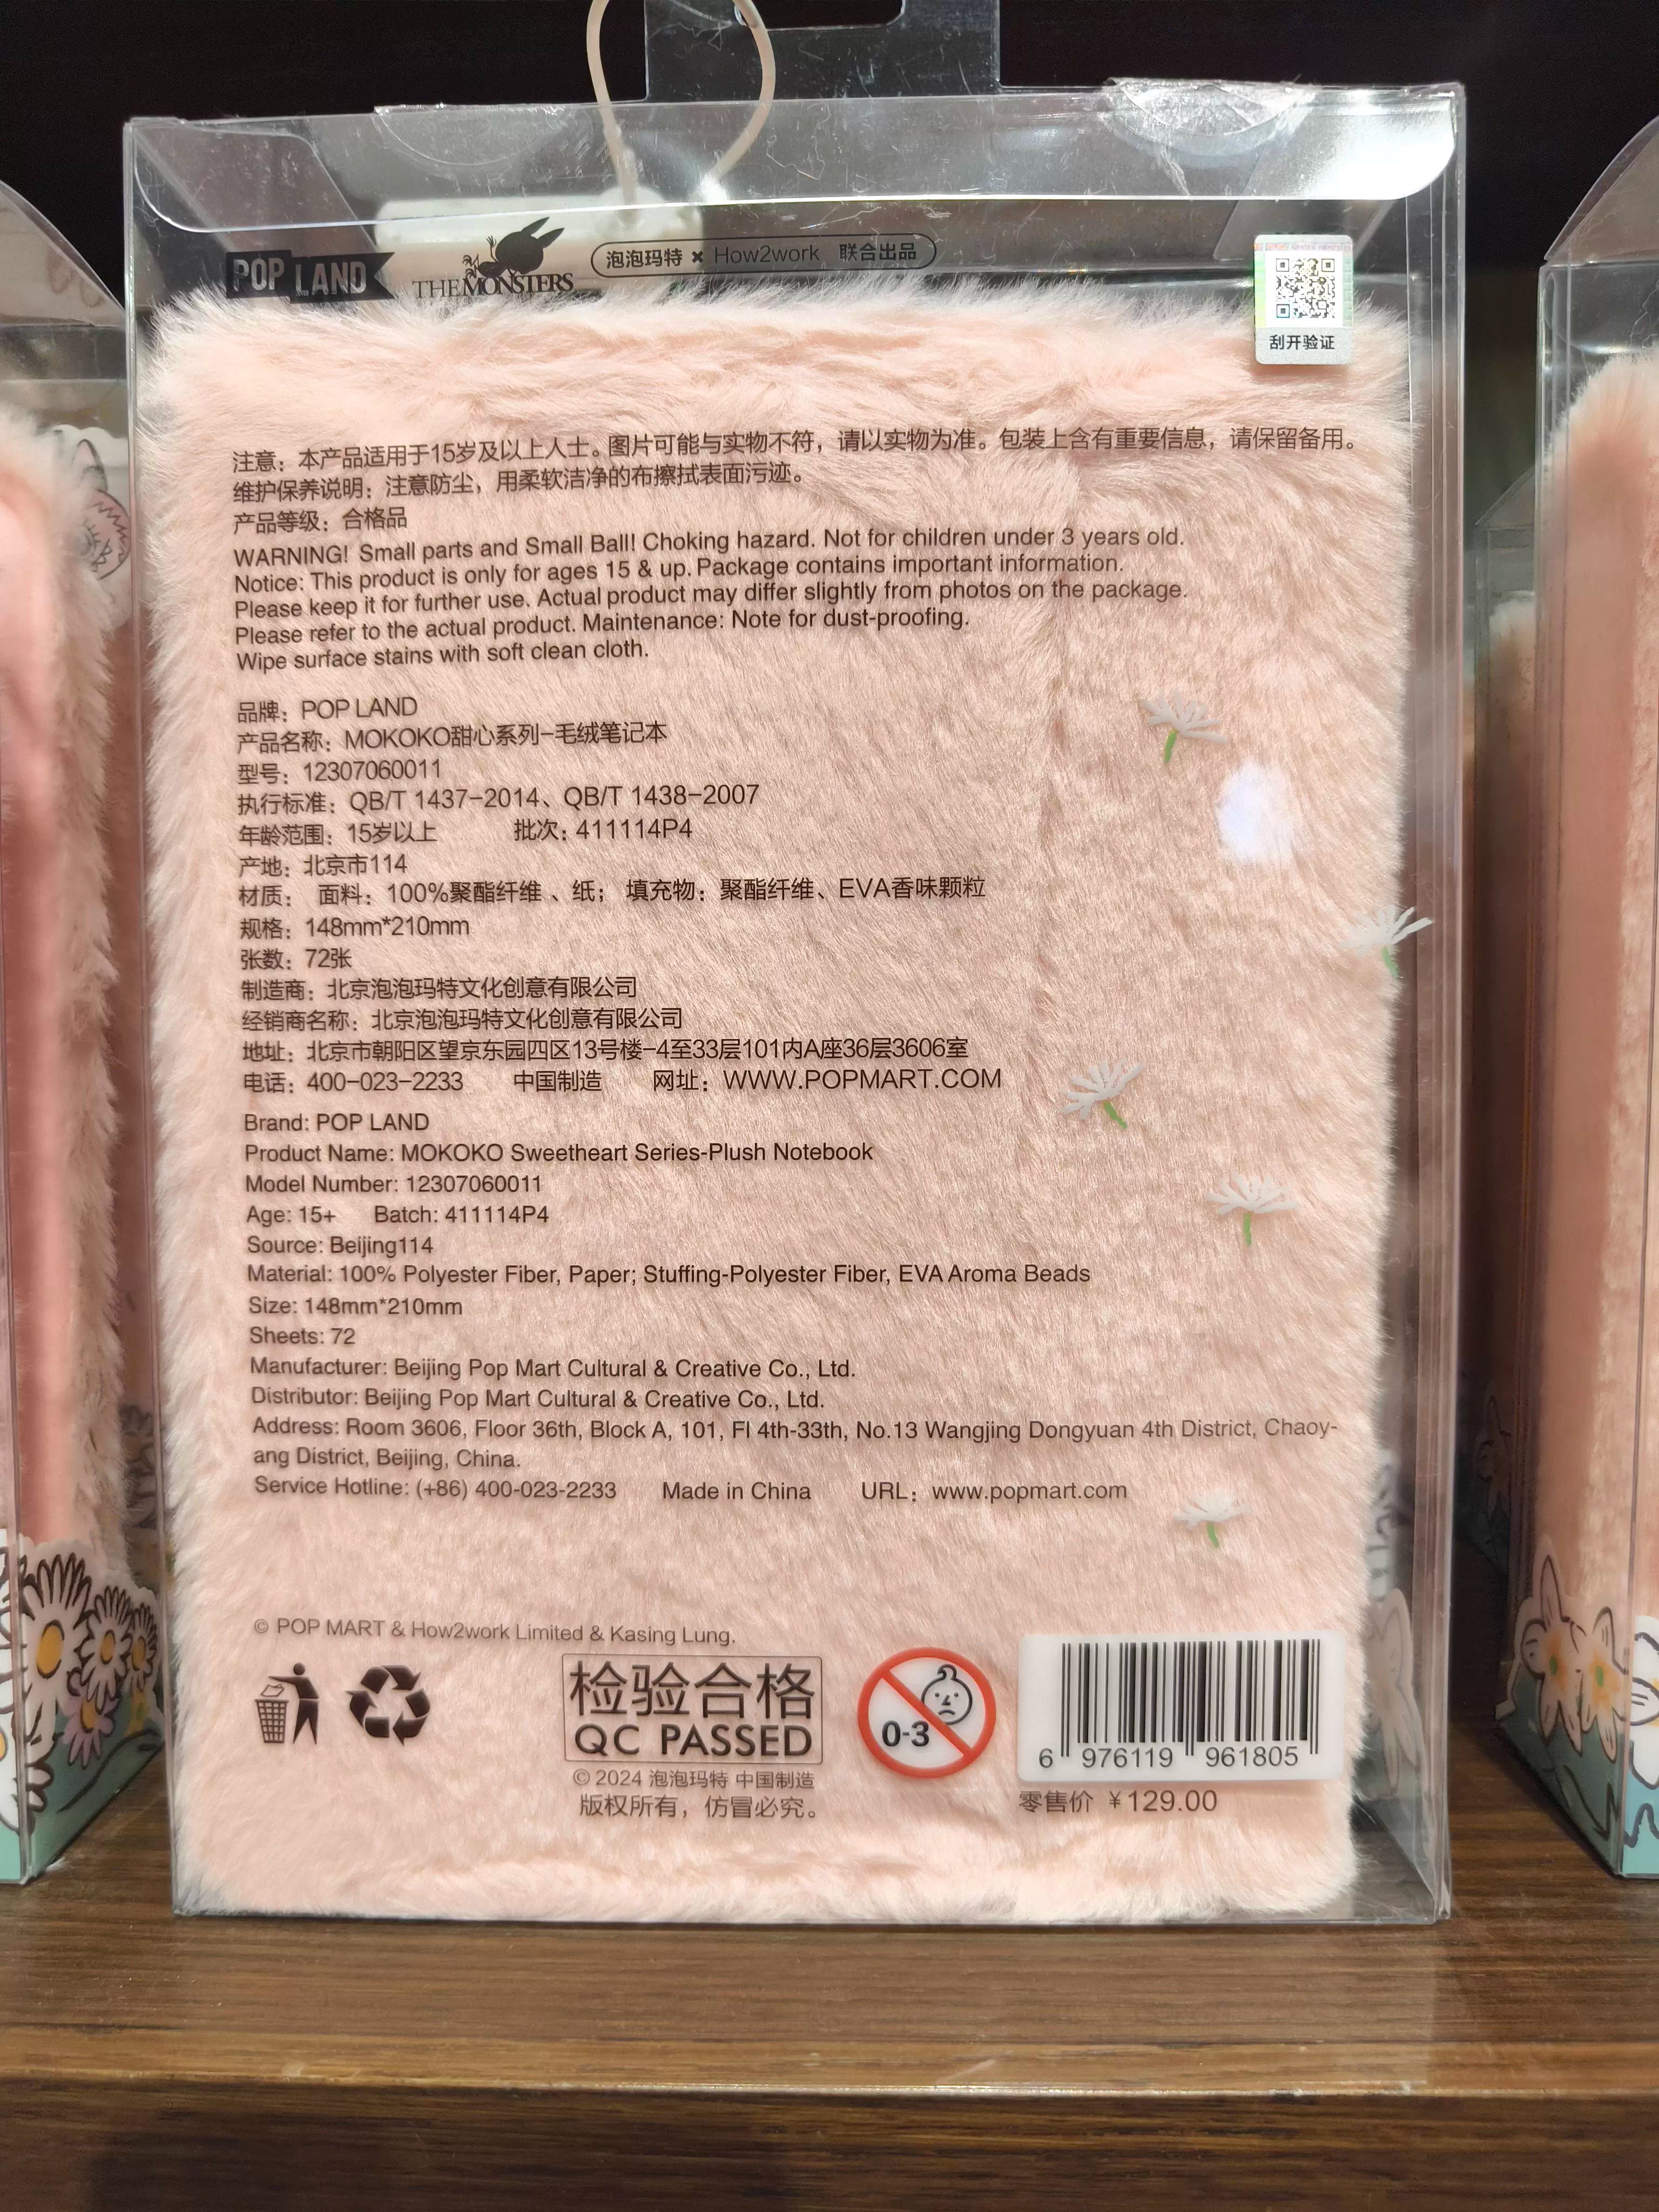 POP LAND
THE MONSTERS
泡泡玛特 × How2work 联合出品
刮开验证
注意：本产品适用于15岁及以上人士。图片可能与实物不符，请以实物为准。包装上含有重要信息，请保留备用。
维护保养说明：注意防尘，用柔软洁净的布擦拭表面污迹。
产品等级：合格品
WARNING! Small parts and Small Ball! Choking hazard. Not for children under 3 years old.
Notice: This product is only for ages 15 & up. Package contains important information.
Please keep it for further use. Actual product may differ slightly from photos on the package.
Please refer to the actual product. Maintenance: Note for dust-proofing.
Wipe surface stains with soft clean cloth.
品牌：POP LAND
产品名称：MOKOKO甜心系列-毛绒笔记本
型号：12307060011
执行标准：QB/T 1437-2014、QB/T 1438-2007
年龄范围：15岁以上 批次：411114P4
产地：北京市114
材质： 面料：100%聚酯纤维 、纸； 填充物：聚酯纤维、EVA香味颗粒
规格：148mm*210mm
张数：72张
制造商：北京泡泡玛特文化创意有限公司
经销商名称：北京泡泡玛特文化创意有限公司
地址：北京市朝阳区望京东园四区13号楼-4至33层101内A座36层3606室
电话：400-023-2233 中国制造 网址：WWW.POPMART.COM
Brand: POP LAND
Product Name: MOKOKO Sweetheart Series-Plush Notebook
Model Number: 12307060011
Age: 15+ Batch: 411114P4
Source: Beijing114
Material: 100% Polyester Fiber, Paper; Stuffing-Polyester Fiber, EVA Aroma Beads
Size: 148mm*210mm
Sheets: 72
Manufacturer: Beijing Pop Mart Cultural & Creative Co., Ltd.
Distributor: Beijing Pop Mart Cultural & Creative Co., Ltd.
Address: Room 3606, Floor 36th, Block A, 101, Fl 4th-33th, No.13 Wangjing Dongyuan 4th District, Chaoy-
ang District, Beijing, China.
Service Hotline: (+86) 400-023-2233 Made in China URL：www.popmart.com
© POP MART & How2work Limited & Kasing Lung.
检验合格
QC PASSED
© 2024 泡泡玛特 中国制造
版权所有，仿冒必究。
0-3
6 976119 961805
零售价 ￥129.00